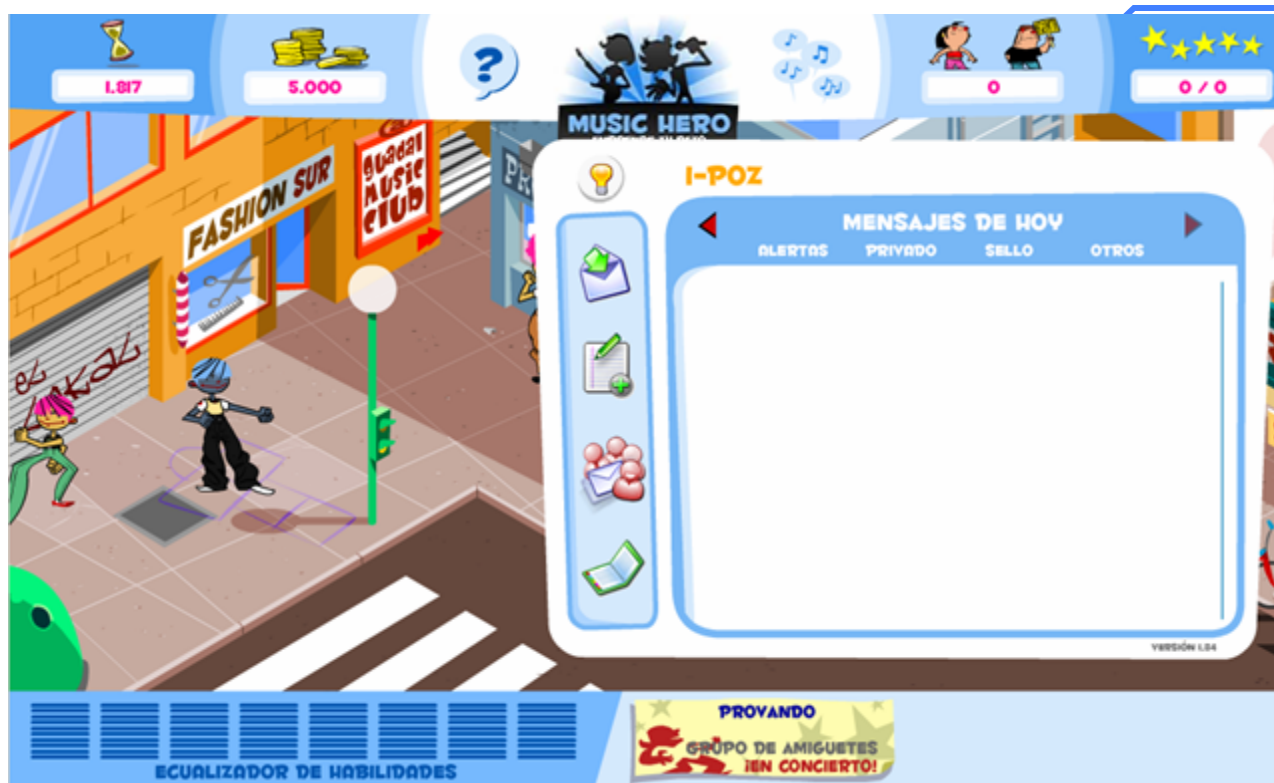 1.817
5.000
?
0
0 / 0
MUSIC HERO
I-POZ
MENSAJES DE HOY
ALERTAS PRIVADO SELLO OTROS
FASHION SUR
GUADAL
MUSIC
CLUB
EL
VERSIÓN 1.04
ECUALIZADOR DE HABILIDADES
PROVANDO
GRUPO DE AMIGUETES
¡EN CONCIERTO!